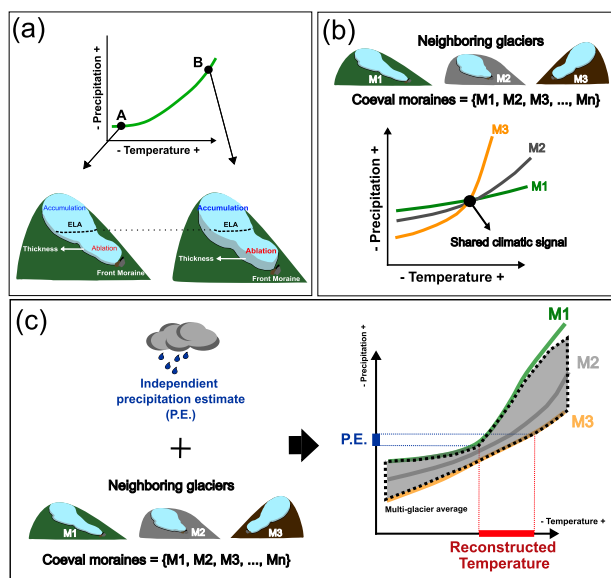 (a)
- Precipitation +
A
B
- Temperature +
Accumulation
ELA
Ablation
Thickness
Front Moraine
Accumulation
ELA
Ablation
Thickness
Front Moraine
(b)
Neighboring glaciers
M1
M2
M3
Coeval moraines = {M1, M2, M3, ..., Mn}
- Precipitation +
M3
M2
M1
Shared climatic signal
- Temperature +
(c)
Independent
precipitation estimate
(P.E.)
+
Neighboring glaciers
M1
M2
M3
Coeval moraines = {M1, M2, M3, ..., Mn}
- Precipitation +
M1
M2
M3
P.E.
Multi-glacier average
- Temperature +
Reconstructed
Temperature